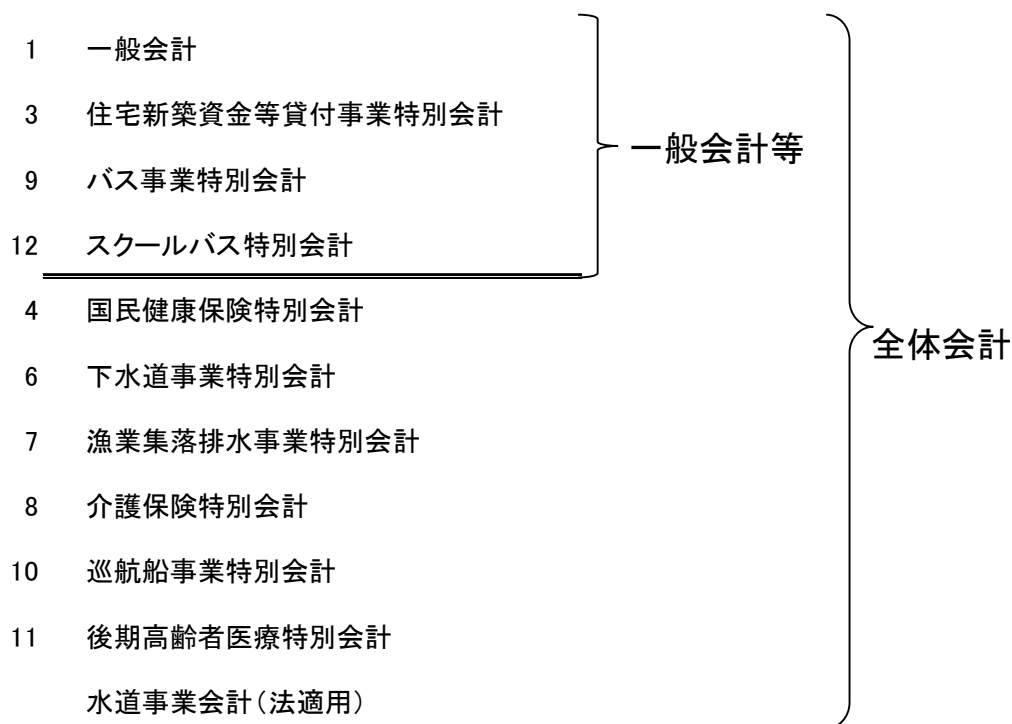 1 一般会計
3 住宅新築資金等貸付事業特別会計
一般会計等
9 バス事業特別会計
12 スクールバス特別会計
4 国民健康保険特別会計
全体会計
6 下水道事業特別会計
7 漁業集落排水事業特別会計
8 介護保険特別会計
10 巡航船事業特別会計
11 後期高齢者医療特別会計
水道事業会計(法適用)